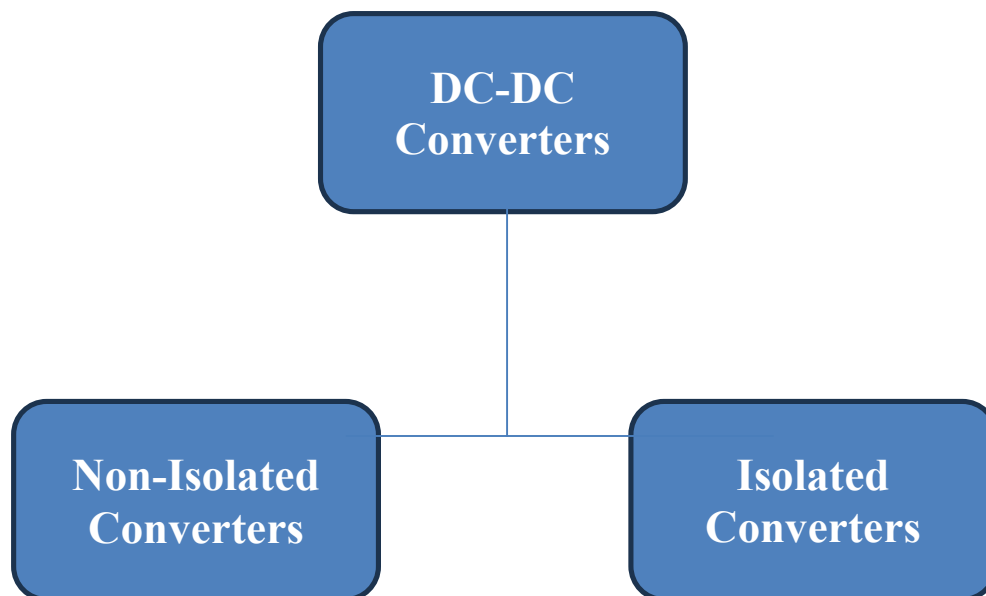 DC-DC
Converters
Non-Isolated
Converters
Isolated
Converters